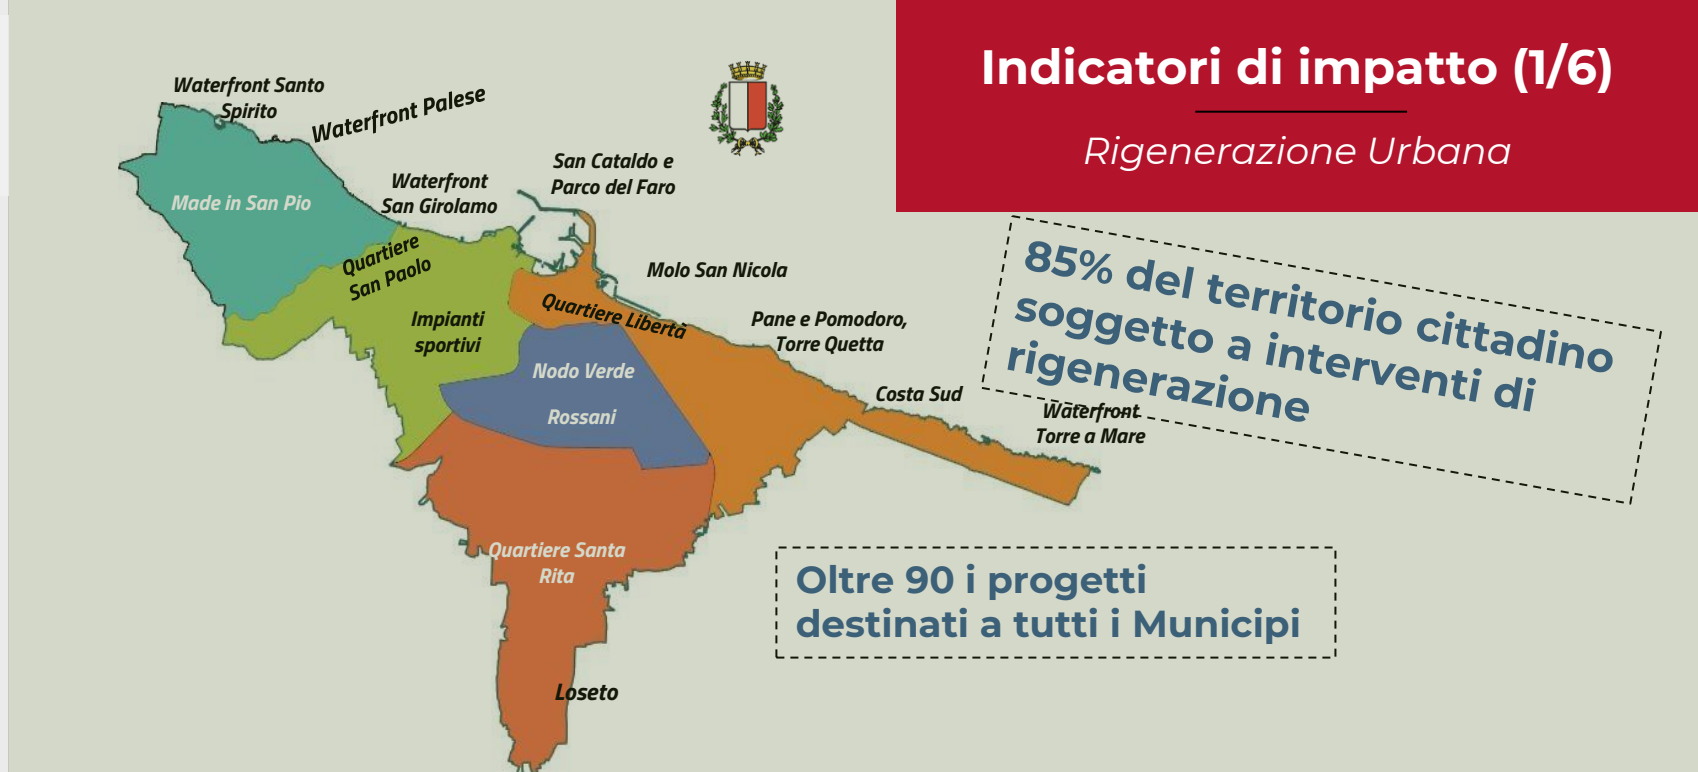 Indicatori di impatto (1/6)
Rigenerazione Urbana
Waterfront Santo
Spirito
Waterfront Palese
Made in San Pio
Waterfront
San Girolamo
San Cataldo e
Parco del Faro
Quartiere
San Paolo
Molo San Nicola
Quartiere Libertà
Impianti
sportivi
Pane e Pomodoro,
Torre Quetta
Nodo Verde
Rossani
Costa Sud
Waterfront
Torre a Mare
85% del territorio cittadino
soggetto a interventi di
rigenerazione
Quartiere Santa
Rita
Oltre 90 i progetti
destinati a tutti i Municipi
Loseto